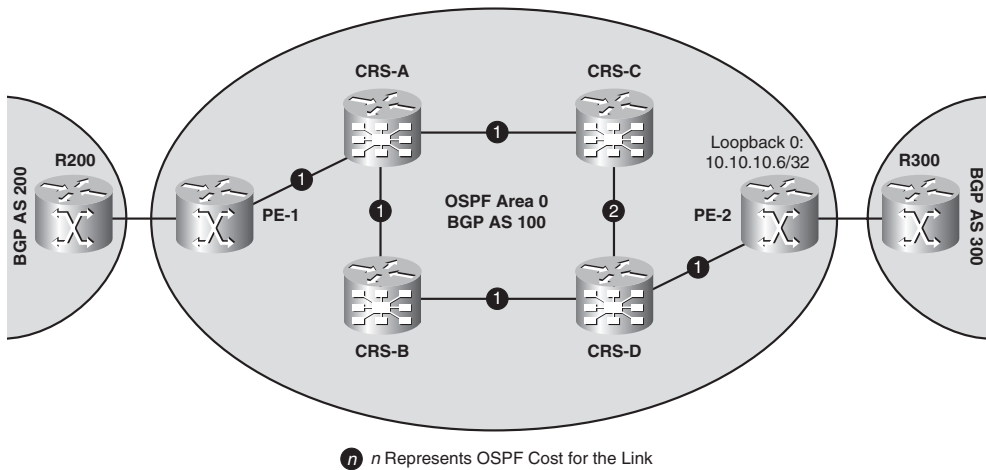 CRS-A
CRS-C
1
Loopback 0:
10.10.10.6/32
R200
R300
BGP AS 200
1
PE-1
1
OSPF Area 0
BGP AS 100
2
PE-2
1
BGP AS 300
1
CRS-B
CRS-D
n n Represents OSPF Cost for the Link